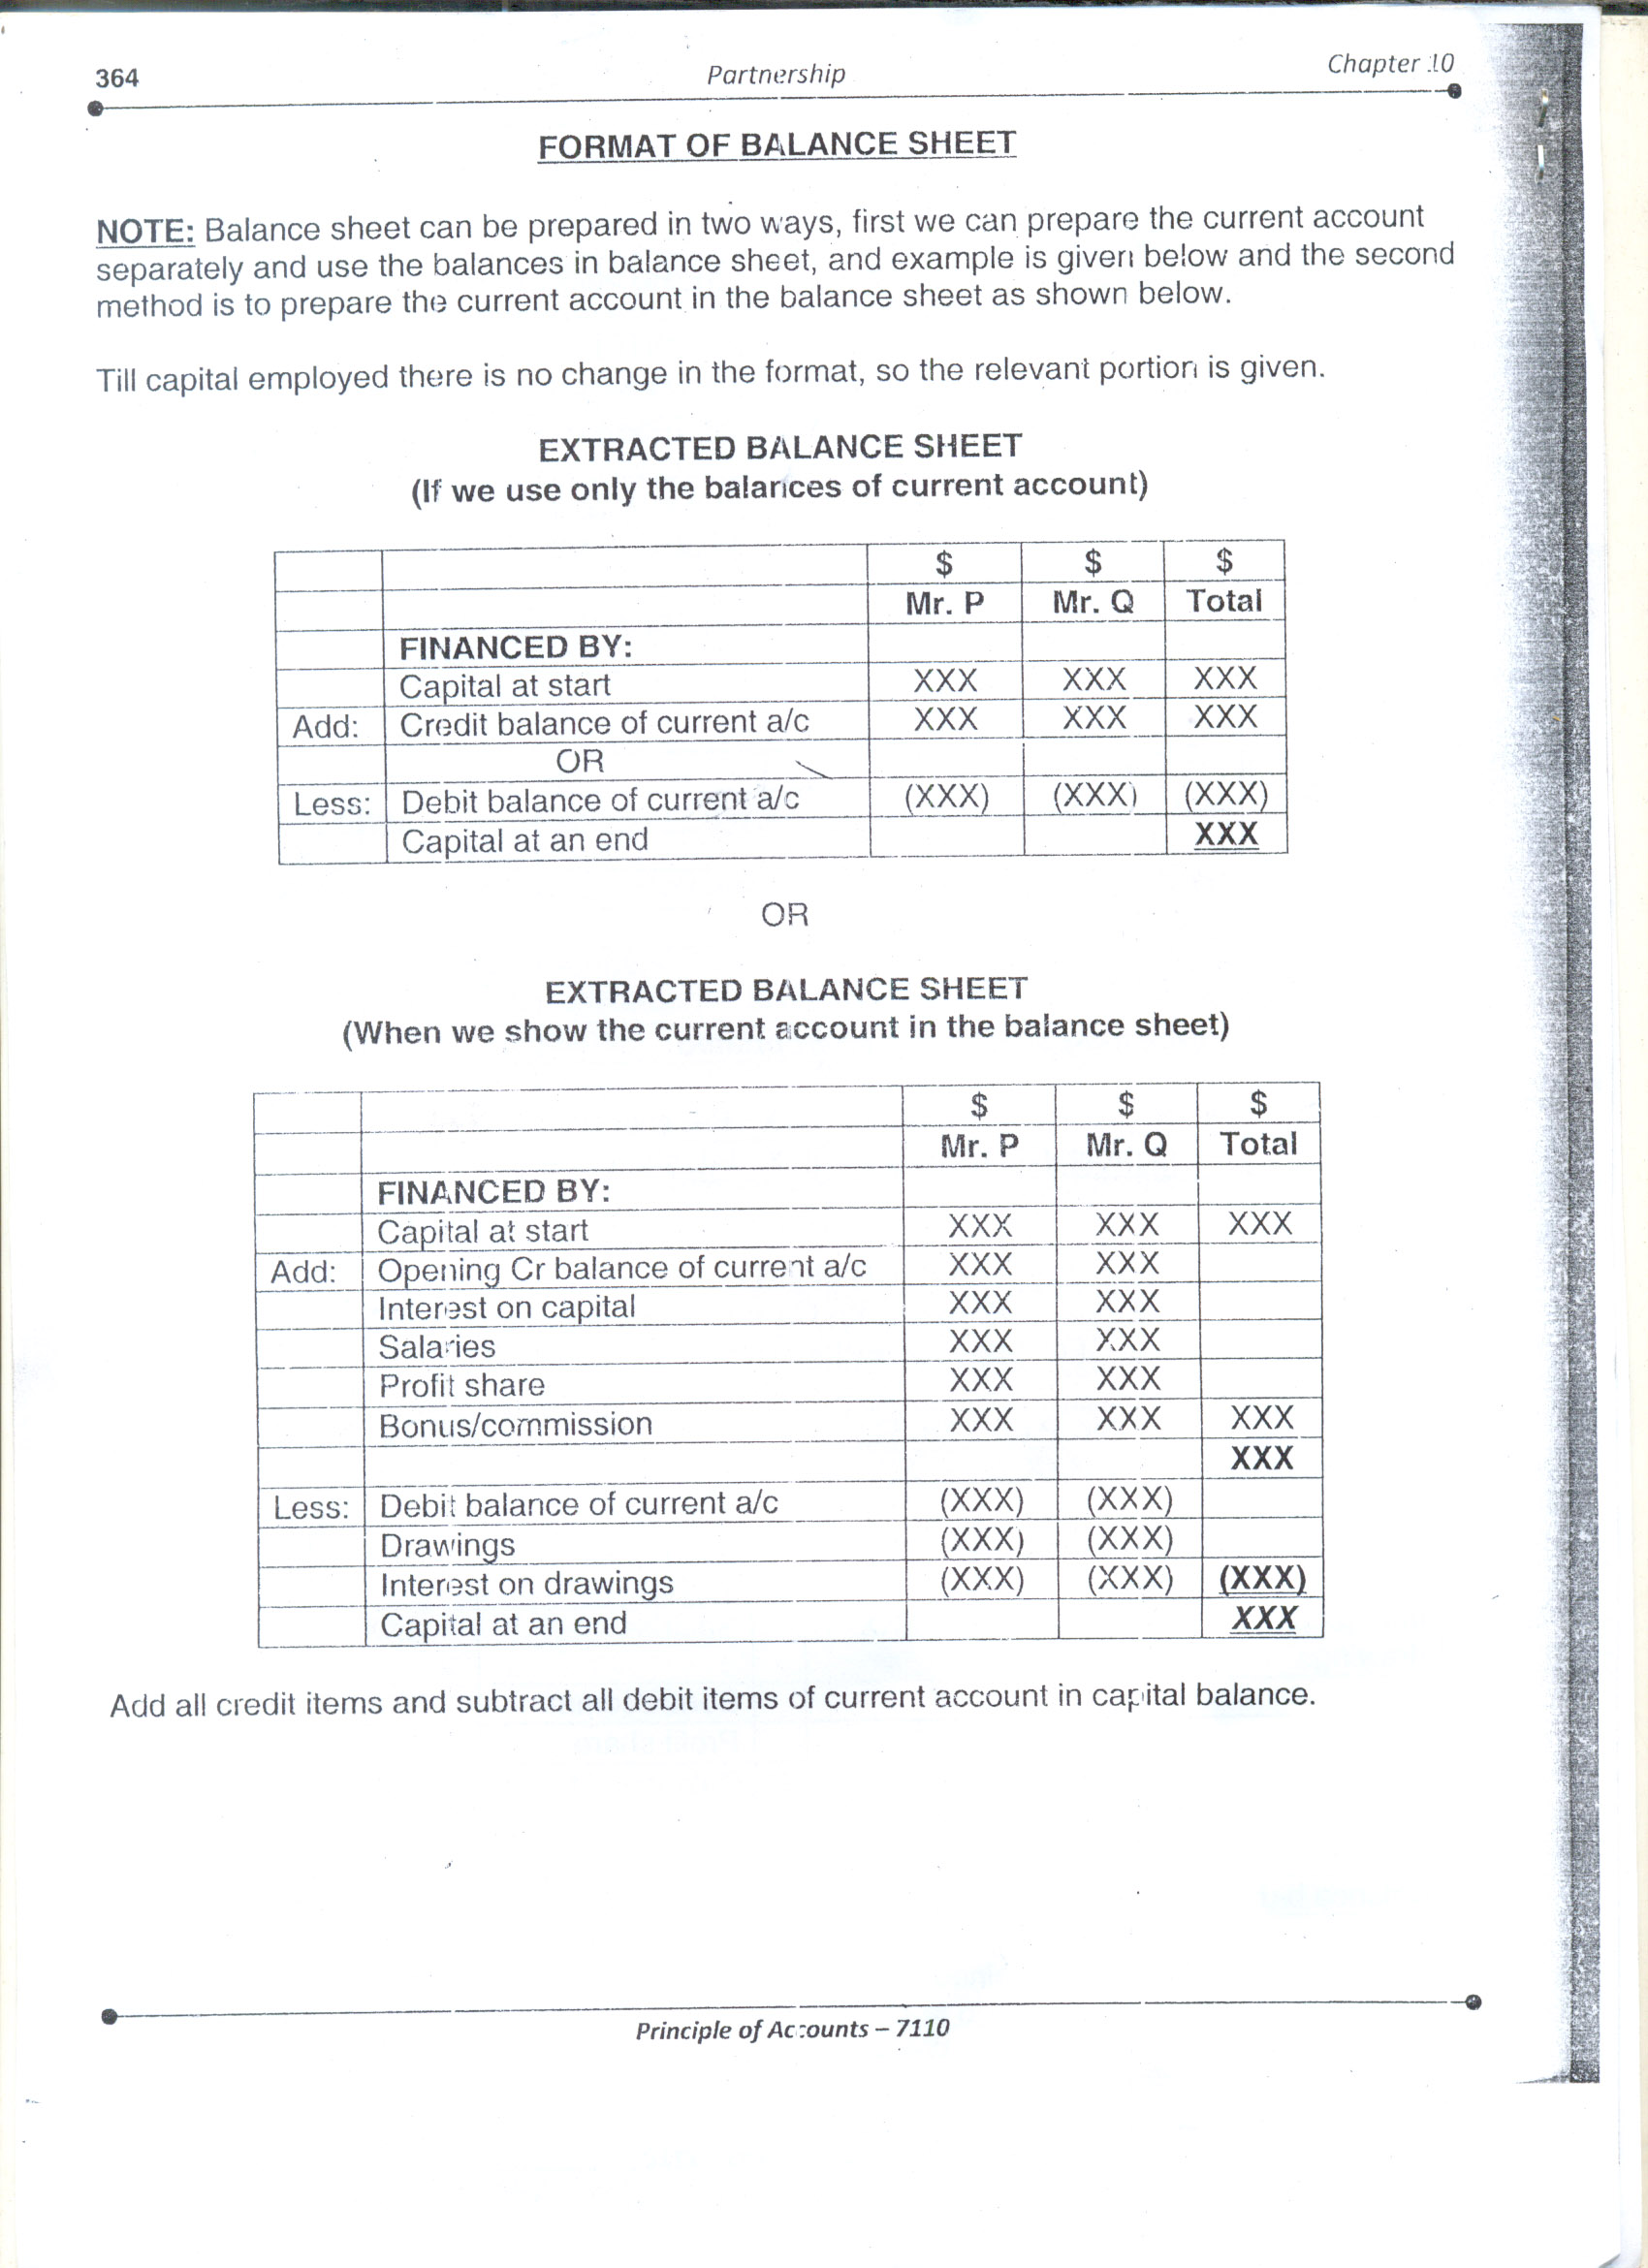 364 Partnership Chapter 10
FORMAT OF BALANCE SHEET
NOTE: Balance sheet can be prepared in two ways, first we can prepare the current account
separately and use the balances in balance sheet, and example is given below and the second
method is to prepare the current account in the balance sheet as shown below.
Till capital employed there is no change in the format, so the relevant portion is given.
EXTRACTED BALANCE SHEET
(If we use only the balances of current account)
$ $ $
Mr. P Mr. Q Total
FINANCED BY:
Capital at start XXX XXX XXX
Add: Credit balance of current a/c XXX XXX XXX
OR
Less: Debit balance of current a/c (XXX) (XXX) (XXX)
Capital at an end XXX
OR
EXTRACTED BALANCE SHEET
(When we show the current account in the balance sheet)
$ $ $
Mr. P Mr. Q Total
FINANCED BY:
Capital at start XXX XXX XXX
Add: Opening Cr balance of current a/c XXX XXX
Interest on capital XXX XXX
Salaries XXX XXX
Profit share XXX XXX
Bonus/commission XXX XXX XXX
XXX
Less: Debit balance of current a/c (XXX) (XXX)
Drawings (XXX) (XXX)
Interest on drawings (XXX) (XXX) (XXX)
Capital at an end XXX
Add all credit items and subtract all debit items of current account in capital balance.
Principle of Accounts – 7110